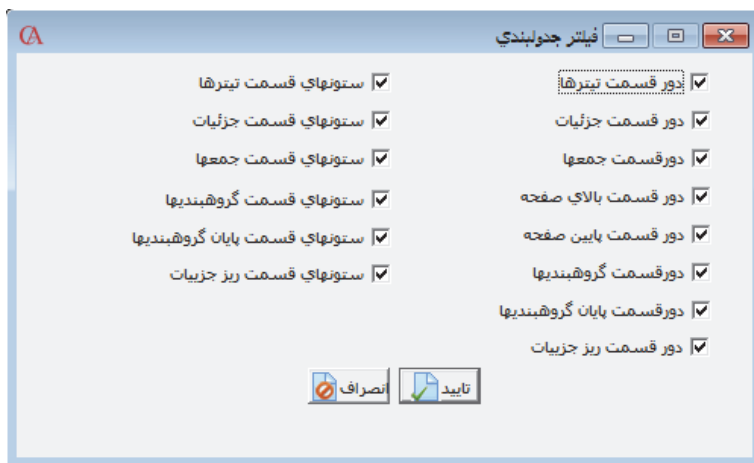 فيلتر جدولبندي
CA
دور قسمت تيترها
ستونهاي قسمت تيترها
دور قسمت جزئيات
ستونهاي قسمت جزئيات
دورقسمت جمعها
ستونهاي قسمت جمعها
دور قسمت بالاي صفحه
ستونهاي قسمت گروهبنديها
دور قسمت پايين صفحه
ستونهاي قسمت پايان گروهبنديها
دورقسمت گروهبنديها
ستونهاي قسمت ريز جزييات
دورقسمت پايان گروهبنديها
دور قسمت ريز جزييات
تاييد
انصراف